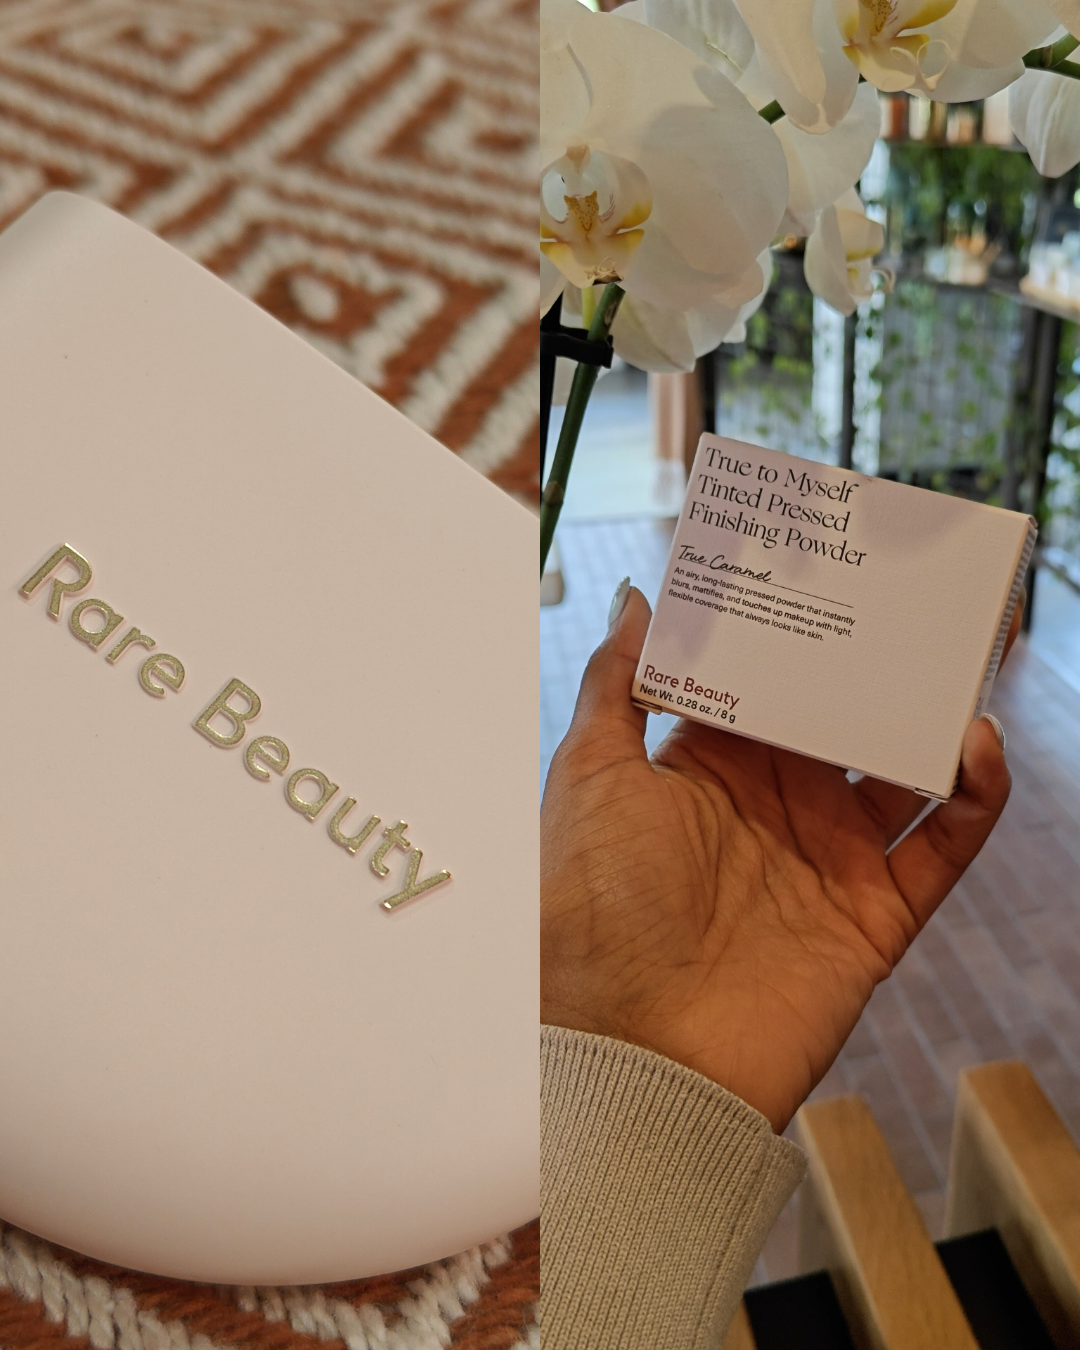 Rare Beauty
True to Myself
Tinted Pressed
Finishing Powder
True Caramel
An airy, long-lasting pressed powder that instantly
blurs, mattifies, and touches up makeup with light,
flexible coverage that always looks like skin.
Rare Beauty
Net Wt. 0.28 oz. / 8 g